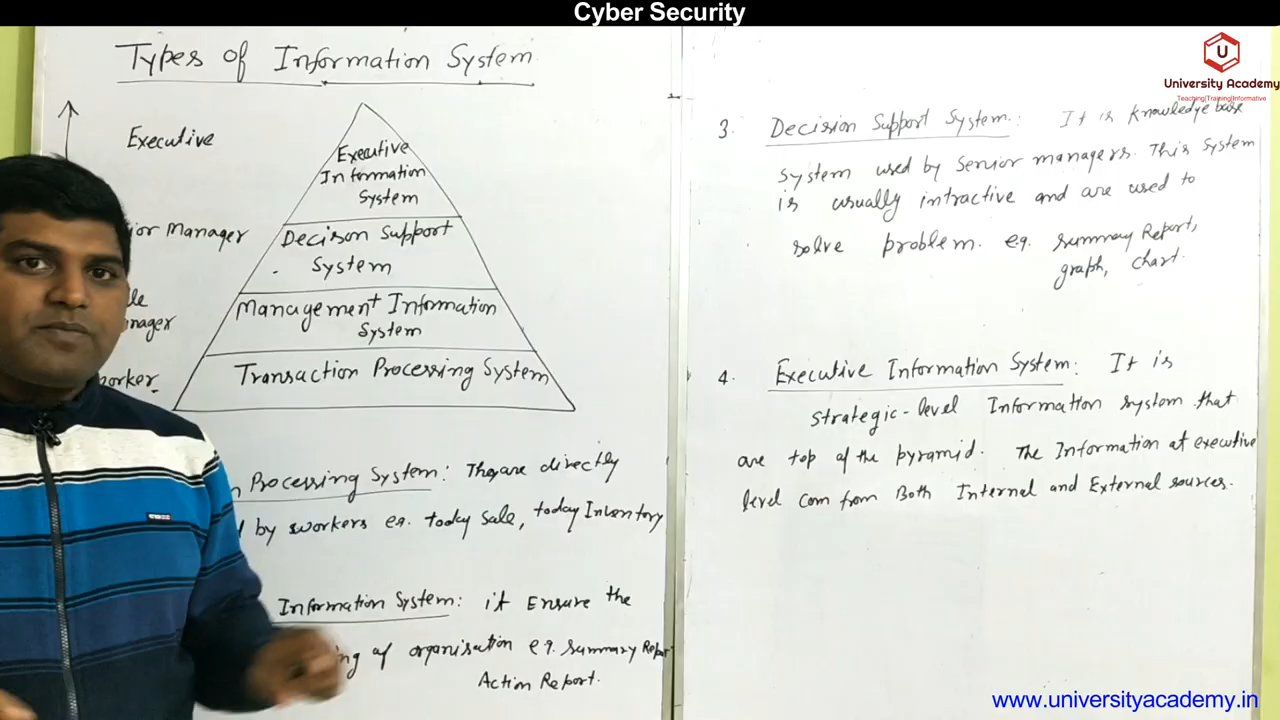 Cyber Security
Types of Information System
Executive
Executive
Information
System
Manager
Decision Support
System
Management Information
System
Transaction Processing System
Processing System: They are directly
by workers eg. today sale, today Inventory
Information System: it Ensure the
of organisation eg. summary Report
Action Report.
U
University Academy
Teaching|Training|Informative
3. Decision Support System: It is knowledge base
system used by senior managers. This system
is usually intractive and are used to
solve problem. eg. summary Report,
graph, chart.
4. Executive Information System: It is
strategic-level Information system that
are top of the pyramid. The Information at executive
level com from Both Internal and External sources.
www.universityacademy.in